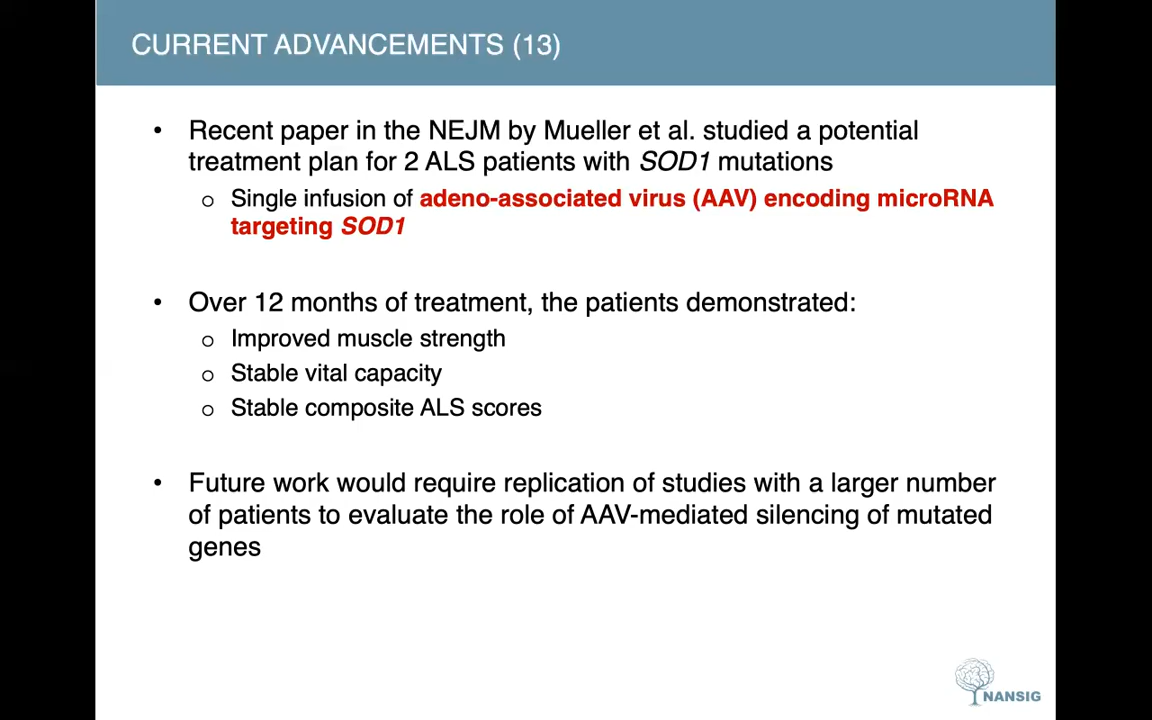 CURRENT ADVANCEMENTS (13)
• Recent paper in the NEJM by Mueller et al. studied a potential
treatment plan for 2 ALS patients with SOD1 mutations
o Single infusion of adeno-associated virus (AAV) encoding microRNA
targeting SOD1
• Over 12 months of treatment, the patients demonstrated:
o Improved muscle strength
o Stable vital capacity
o Stable composite ALS scores
• Future work would require replication of studies with a larger number
of patients to evaluate the role of AAV-mediated silencing of mutated
genes
NANSIG